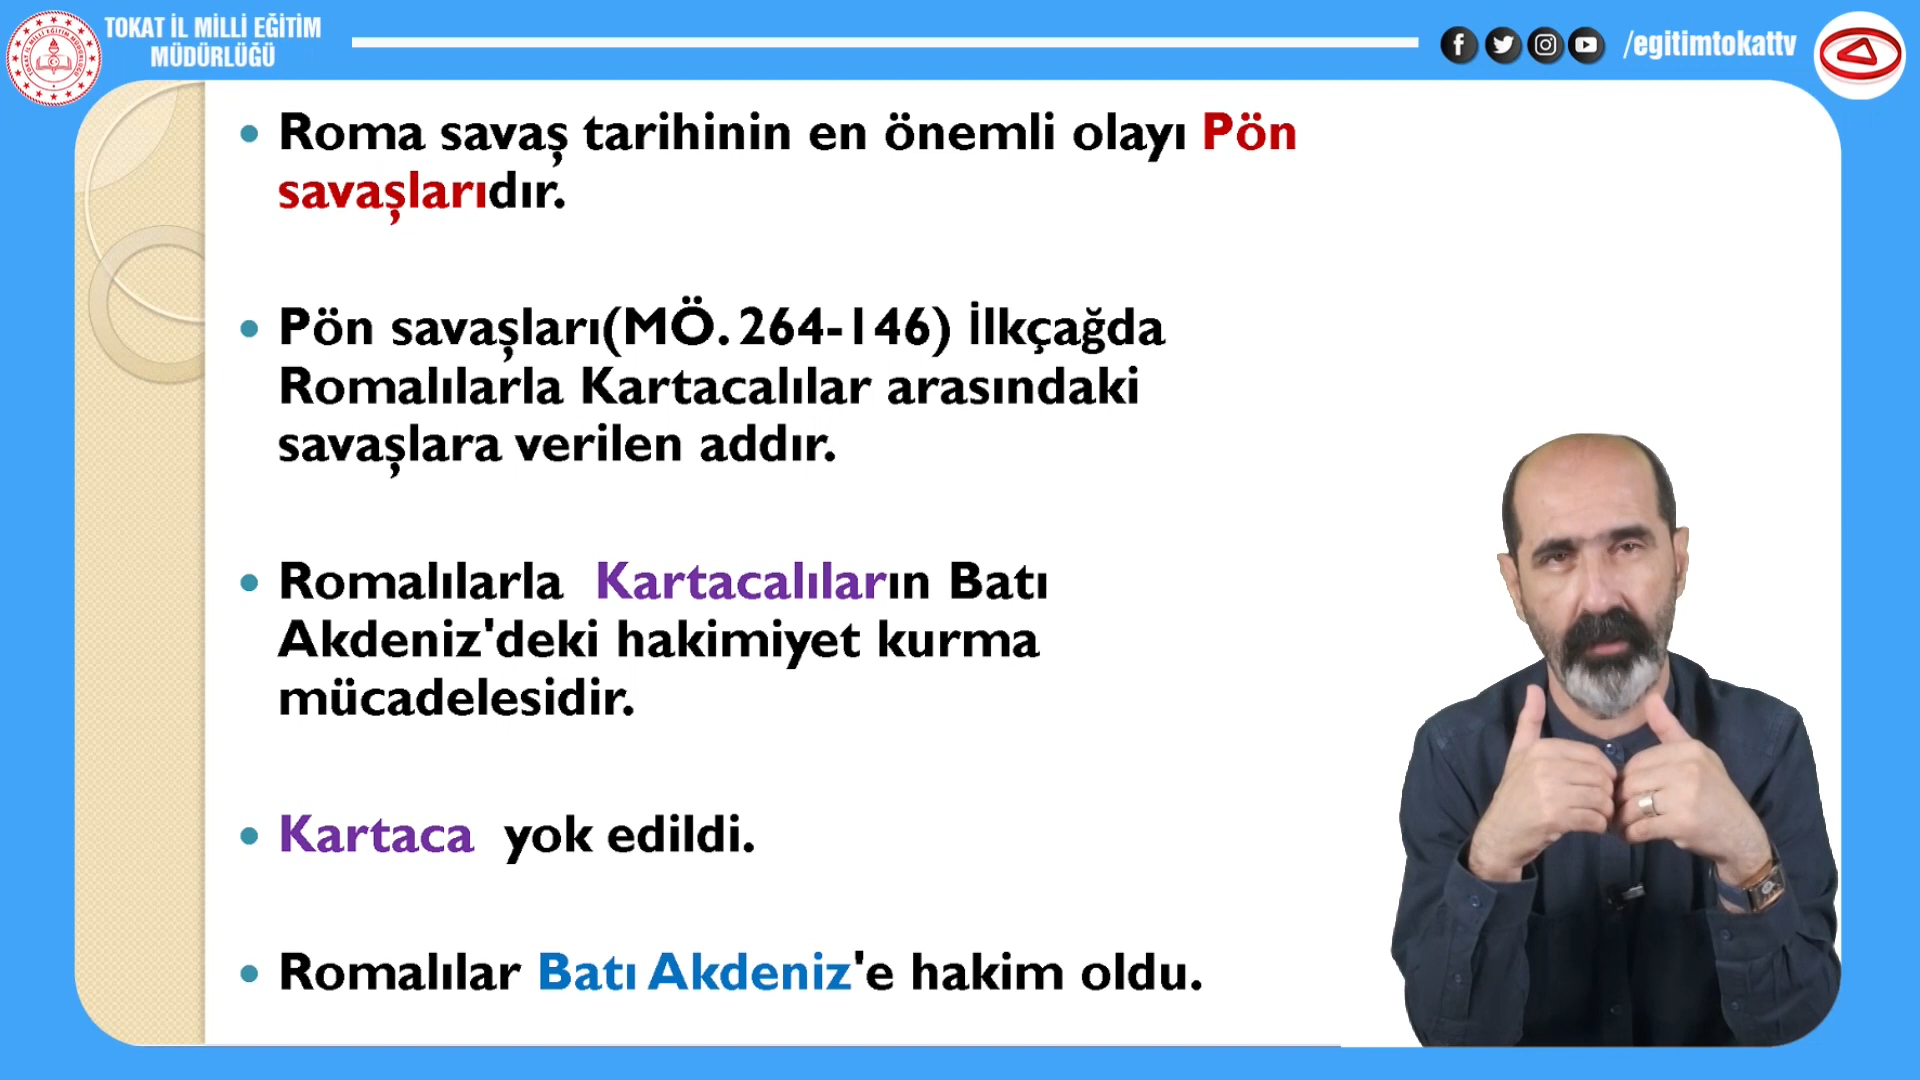 TOKAT İL MİLLİ EĞİTİM
MÜDÜRLÜĞÜ
/egitimtokattv
• Roma savaş tarihinin en önemli olayı Pön
savaşlarıdır.
• Pön savaşları(MÖ. 264-146) İlkçağda
Romalılarla Kartacalılar arasındaki
savaşlara verilen addır.
• Romalılarla Kartacalıların Batı
Akdeniz'deki hakimiyet kurma
mücadelesidir.
• Kartaca yok edildi.
• Romalılar Batı Akdeniz'e hakim oldu.